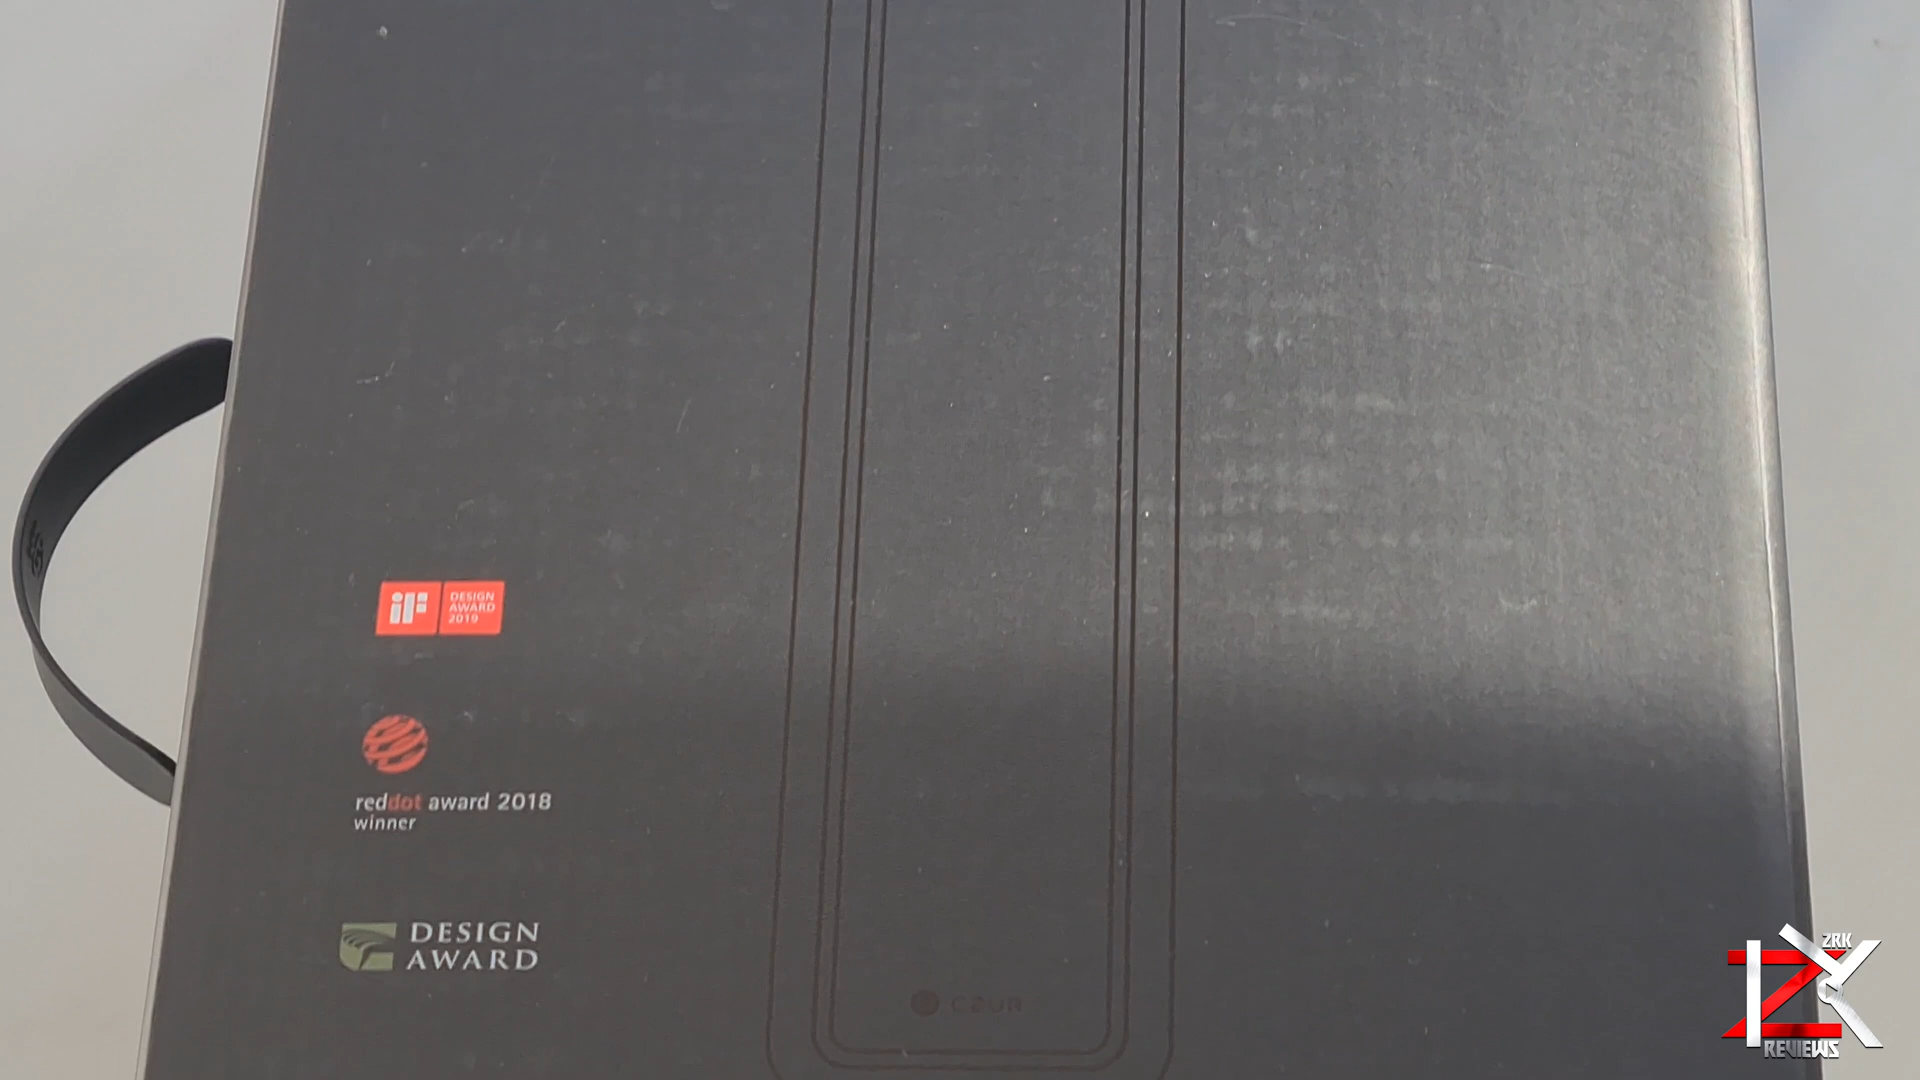 iF
DESIGN
AWARD
2019
reddot award 2018
winner
DESIGN
AWARD
ZRK
REVIEWS